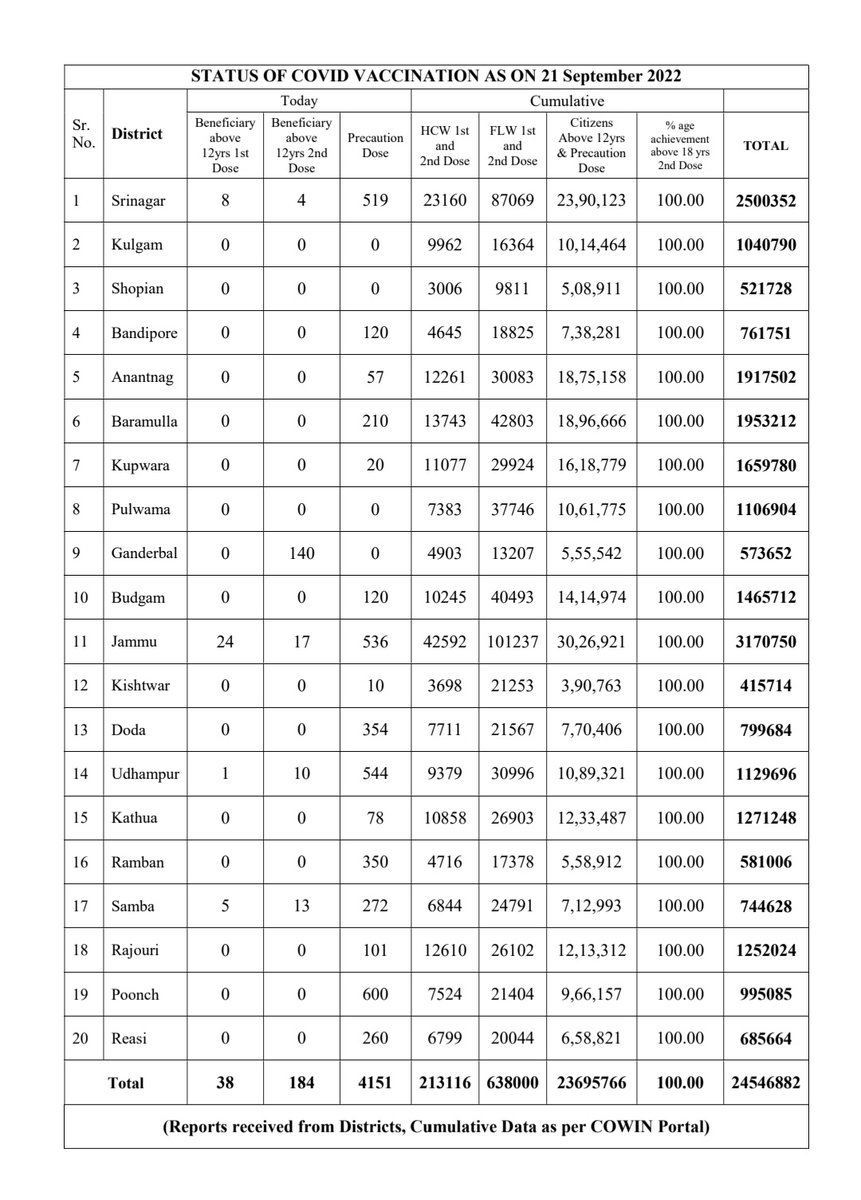 STATUS OF COVID VACCINATION AS ON 21 September 2022
Today Cumulative
Sr. No. District Beneficiary above 12yrs 1st Dose Beneficiary above 12yrs 2nd Dose Precaution Dose HCW 1st and 2nd Dose FLW 1st and 2nd Dose Citizens Above 12yrs & Precaution Dose % age achievement above 18 yrs 2nd Dose TOTAL
1 Srinagar 8 4 519 23160 87069 23,90,123 100.00 2500352
2 Kulgam 0 0 0 9962 16364 10,14,464 100.00 1040790
3 Shopian 0 0 0 3006 9811 5,08,911 100.00 521728
4 Bandipore 0 0 120 4645 18825 7,38,281 100.00 761751
5 Anantnag 0 0 57 12261 30083 18,75,158 100.00 1917502
6 Baramulla 0 0 210 13743 42803 18,96,666 100.00 1953212
7 Kupwara 0 0 20 11077 29924 16,18,779 100.00 1659780
8 Pulwama 0 0 0 7383 37746 10,61,775 100.00 1106904
9 Ganderbal 0 140 0 4903 13207 5,55,542 100.00 573652
10 Budgam 0 0 120 10245 40493 14,14,974 100.00 1465712
11 Jammu 24 17 536 42592 101237 30,26,921 100.00 3170750
12 Kishtwar 0 0 10 3698 21253 3,90,763 100.00 415714
13 Doda 0 0 354 7711 21567 7,70,406 100.00 799684
14 Udhampur 1 10 544 9379 30996 10,89,321 100.00 1129696
15 Kathua 0 0 78 10858 26903 12,33,487 100.00 1271248
16 Ramban 0 0 350 4716 17378 5,58,912 100.00 581006
17 Samba 5 13 272 6844 24791 7,12,993 100.00 744628
18 Rajouri 0 0 101 12610 26102 12,13,312 100.00 1252024
19 Poonch 0 0 600 7524 21404 9,66,157 100.00 995085
20 Reasi 0 0 260 6799 20044 6,58,821 100.00 685664
Total 38 184 4151 213116 638000 23695766 100.00 24546882
(Reports received from Districts, Cumulative Data as per COWIN Portal)